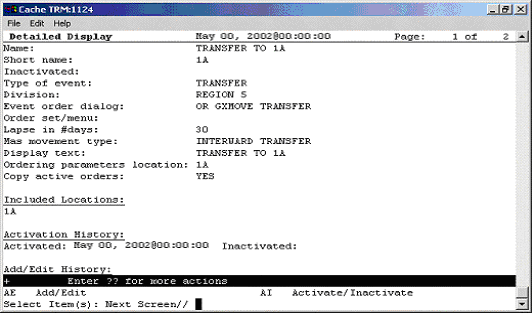 Cache TRM:1124
File Edit Help
Detailed Display May 00, 2002@00:00:00 Page: 1 of 2
Name: TRANSFER TO 1A
Short name: 1A
Inactivated:
Type of event: TRANSFER
Division: REGION 5
Event order dialog: OR GXMOVE TRANSFER
Order set/menu:
Lapse in #days: 30
Mas movement type: INTERWARD TRANSFER
Display text: TRANSFER TO 1A
Ordering parameters location: 1A
Copy active orders: YES
Included Locations:
1A
Activation History:
Activated: May 00, 2002@00:00:00 Inactivated:
Add/Edit History:
+ Enter ?? for more actions
AE Add/Edit AI Activate/Inactivate
Select Item(s): Next Screen//